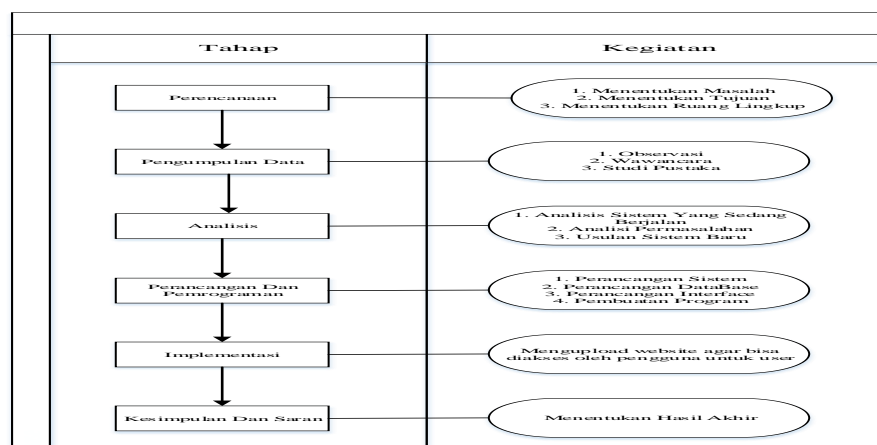 Tahap
Kegiatan
Perencanaan
1. Menentukan Masalah
2. Menentukan Tujuan
3. Menentukan Ruang Lingkup
Pengumpulan Data
1. Observasi
2. Wawancara
3. Studi Pustaka
Analisis
1. Analisis Sistem Yang Sedang
Berjalan
2. Analisi Permasalahan
3. Usulan Sistem Baru
Perancangan Dan
Pemrograman
1. Perancangan Sistem
2. Perancangan DataBase
3. Perancangan Interface
4. Pembuatan Program
Implementasi
Mengupload website agar bisa
diakses oleh pengguna untuk user
Kesimpulan Dan Saran
Menentukan Hasil Akhir